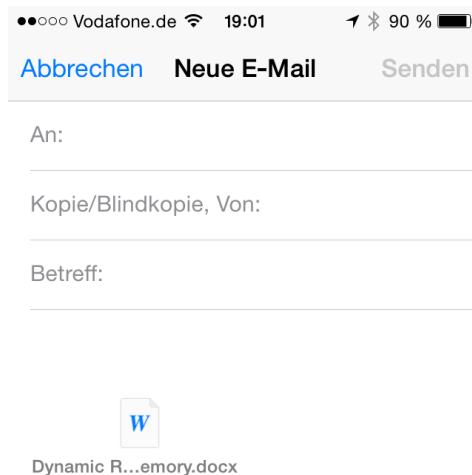 Vodafone.de 19:01 90 %
Abbrechen Neue E-Mail Senden
An:
Kopie/Blindkopie, Von:
Betreff:
W
Dynamic R...emory.docx